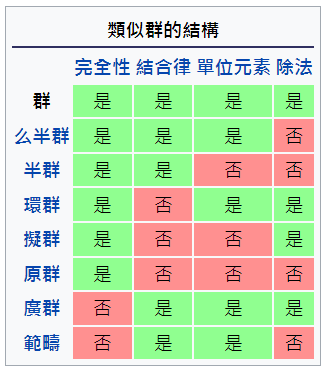 類似群的結構
完全性 結合律 單位元素 除法
群 是 是 是 是
么半群 是 是 是 否
半群 是 是 否 否
環群 是 否 是 是
擬群 是 否 否 是
原群 是 否 否 否
廣群 否 是 是 是
範疇 否 是 是 否